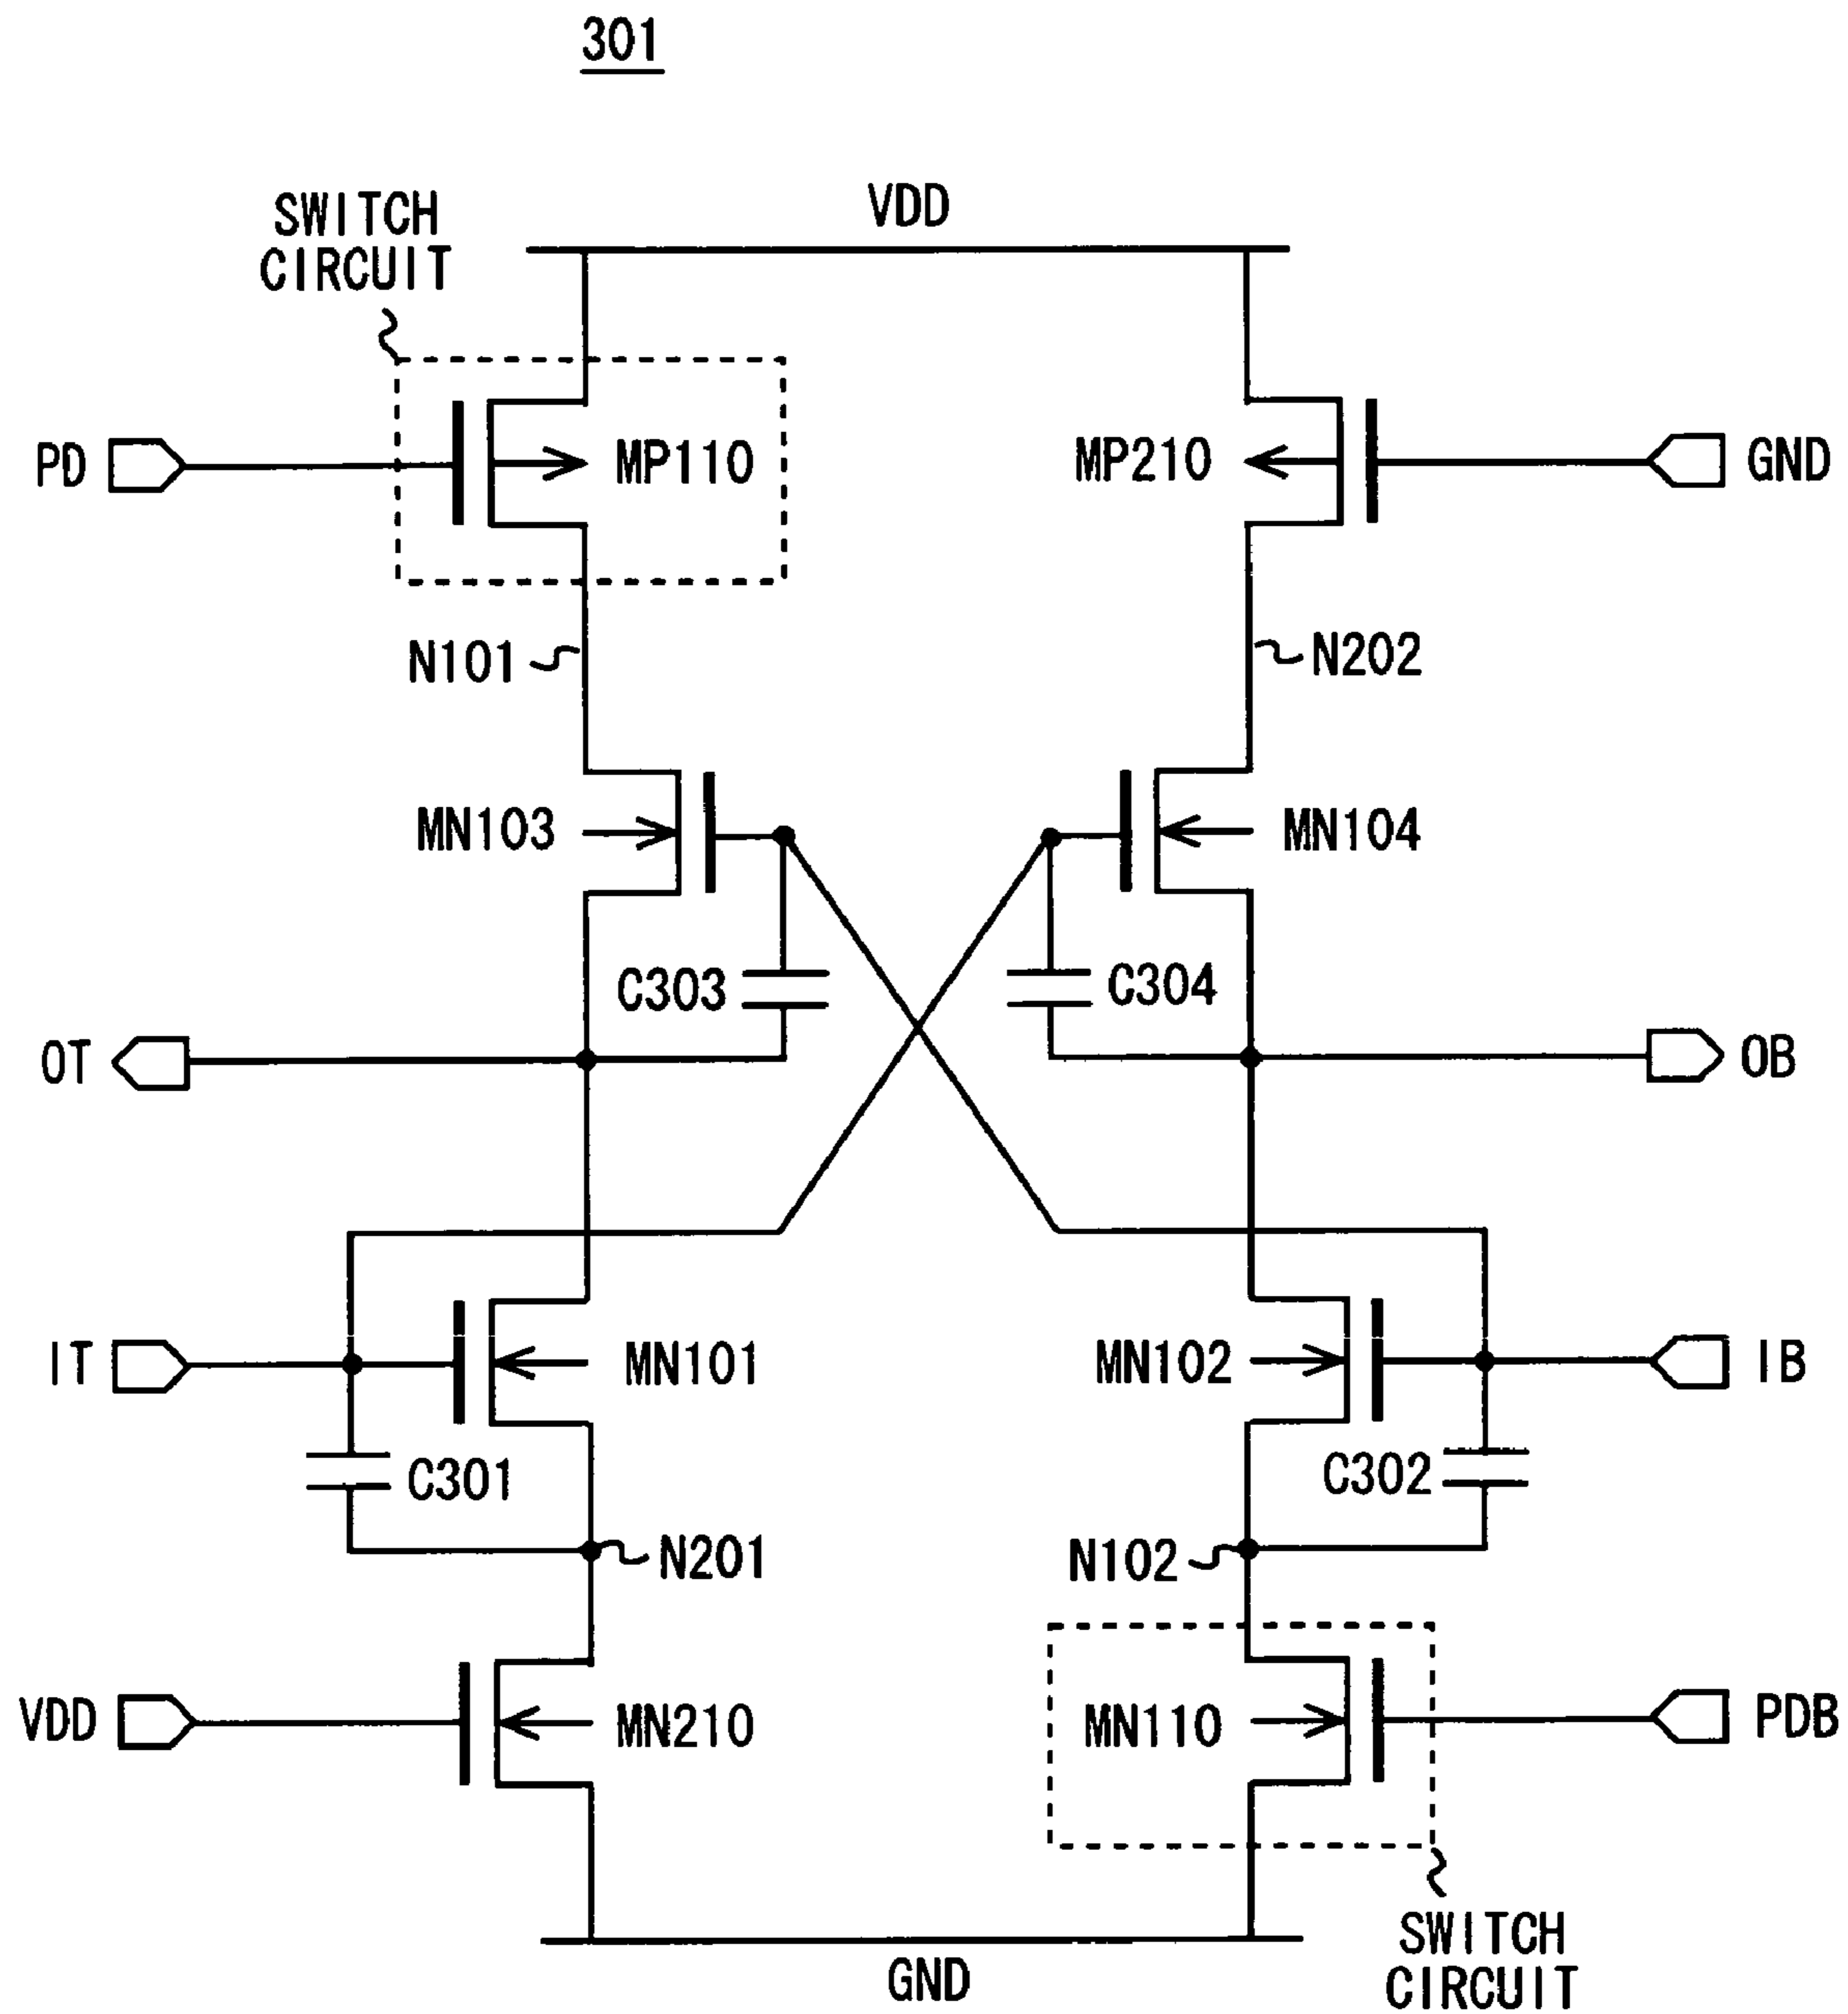 301
SWITCH
CIRCUIT
VDD
PD
MP110
MP210
GND
N101
N202
MN103
MN104
C303
C304
OT
OB
IT
MN101
MN102
IB
C301
C302
N201
N102
VDD
MN210
MN110
PDB
GND
SWITCH
CIRCUIT